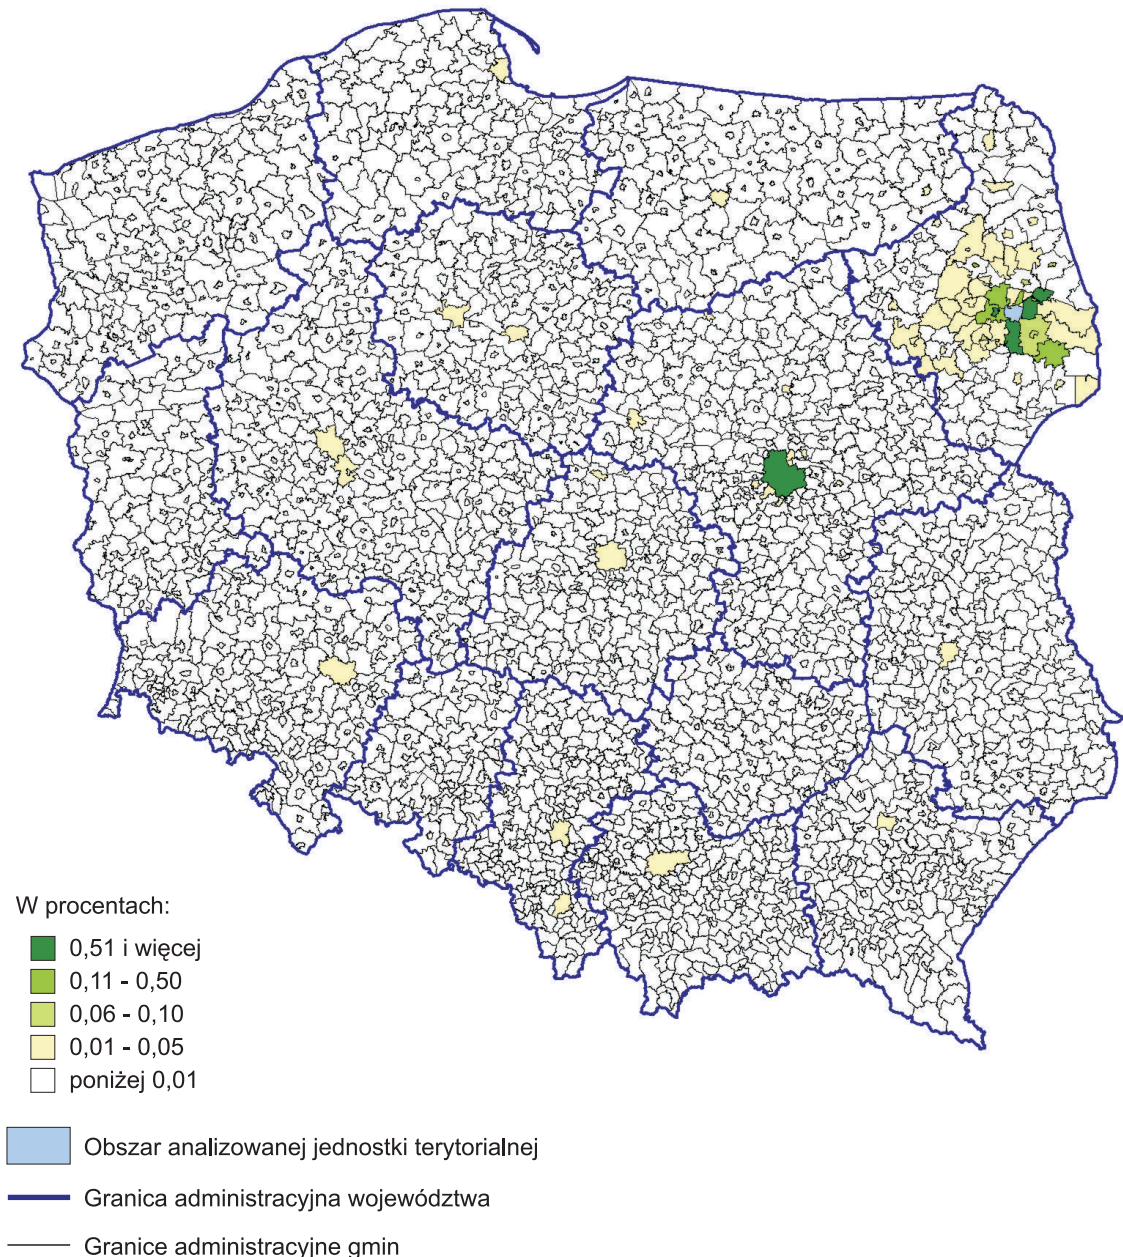 W procentach:
0,51 i więcej
0,11 - 0,50
0,06 - 0,10
0,01 - 0,05
poniżej 0,01
Obszar analizowanej jednostki terytorialnej
Granica administracyjna województwa
Granice administracyjne gmin